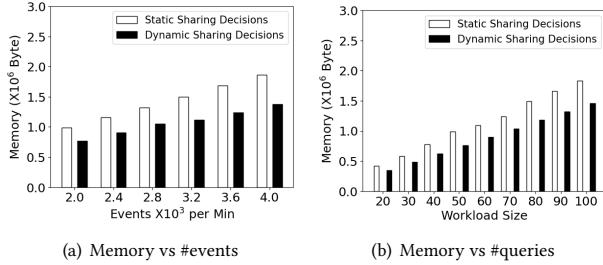 3.0
2.5
2.0
1.5
1.0
0.5
0.0
Memory (X10⁶ Byte)
Static Sharing Decisions
Dynamic Sharing Decisions
2.0 2.4 2.8 3.2 3.6 4.0
Events X10³ per Min
(a) Memory vs #events
3.0
2.5
2.0
1.5
1.0
0.5
0.0
Memory (X10⁶ Byte)
Static Sharing Decisions
Dynamic Sharing Decisions
20 30 40 50 60 70 80 90 100
Workload Size
(b) Memory vs #queries